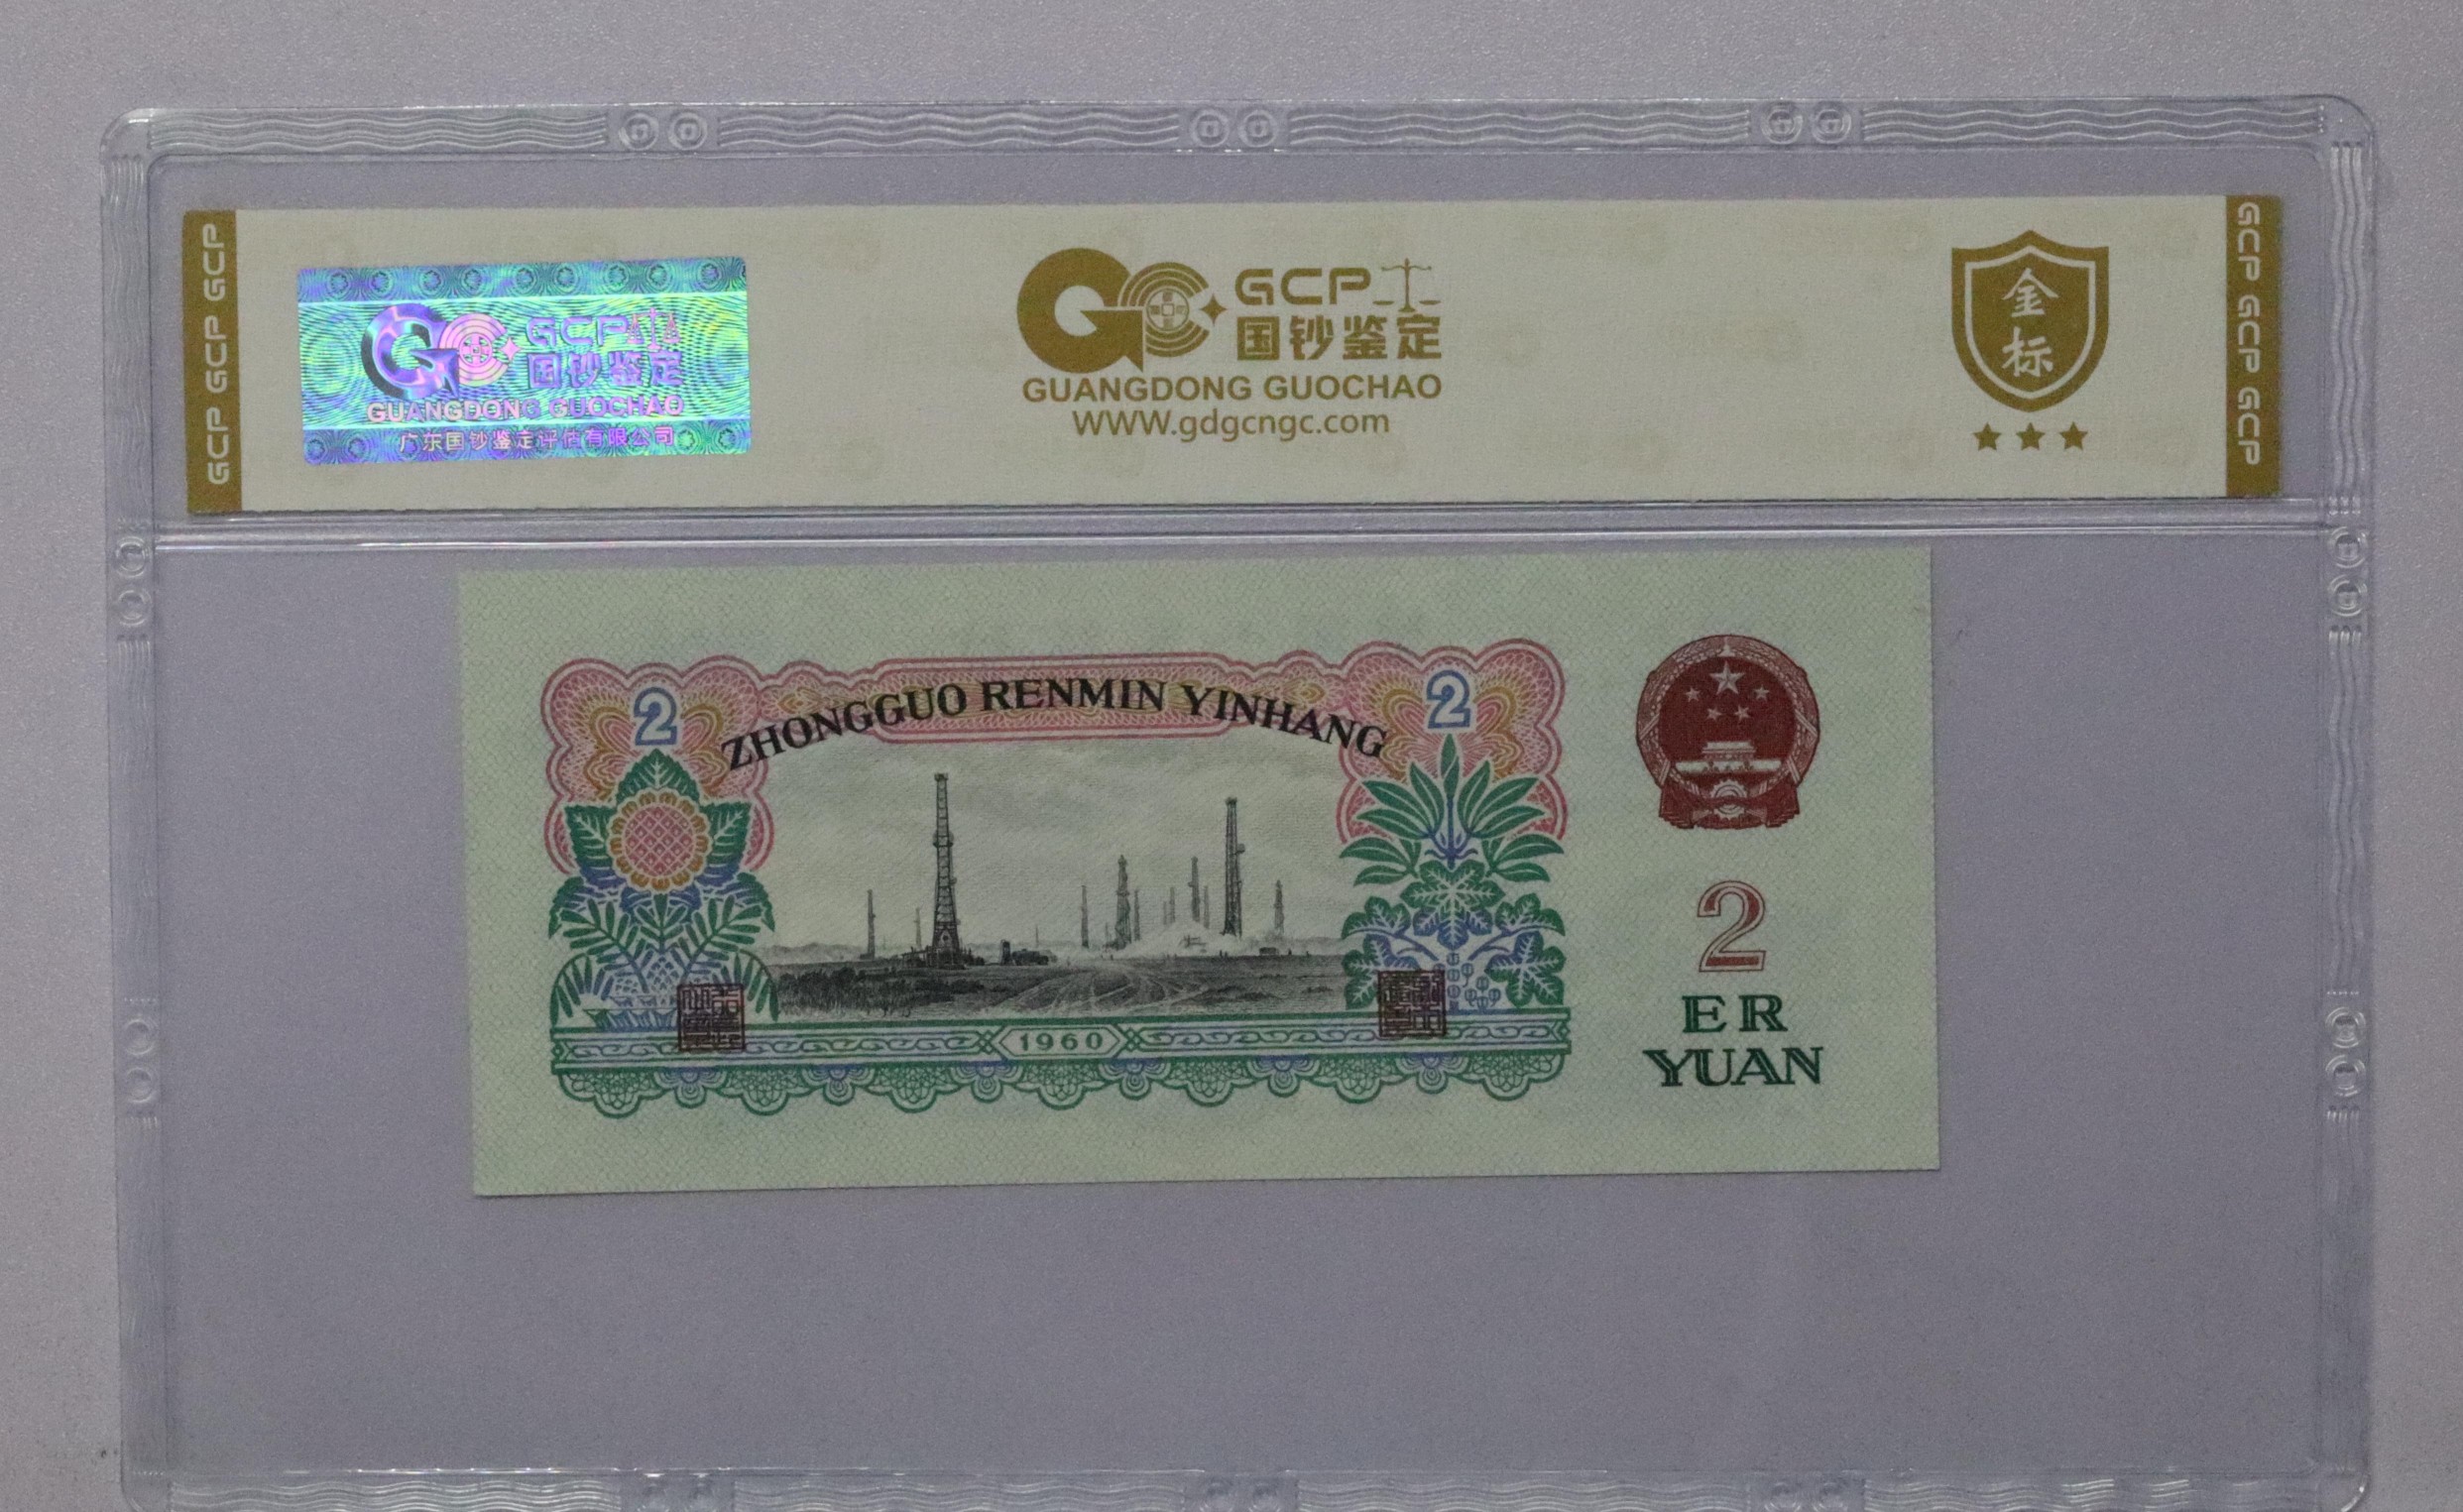 GCP GCP GCP
GCP
国钞鉴定
GUANGDONG GUOCHAO
广东国钞鉴定评估有限公司
GCP
国钞鉴定
GUANGDONG GUOCHAO
WWW.gdgcngc.com
金
标
GCP GCP GCP
2
ZHONGGUO RENMIN YINHANG
2
1960
2
ER
YUAN